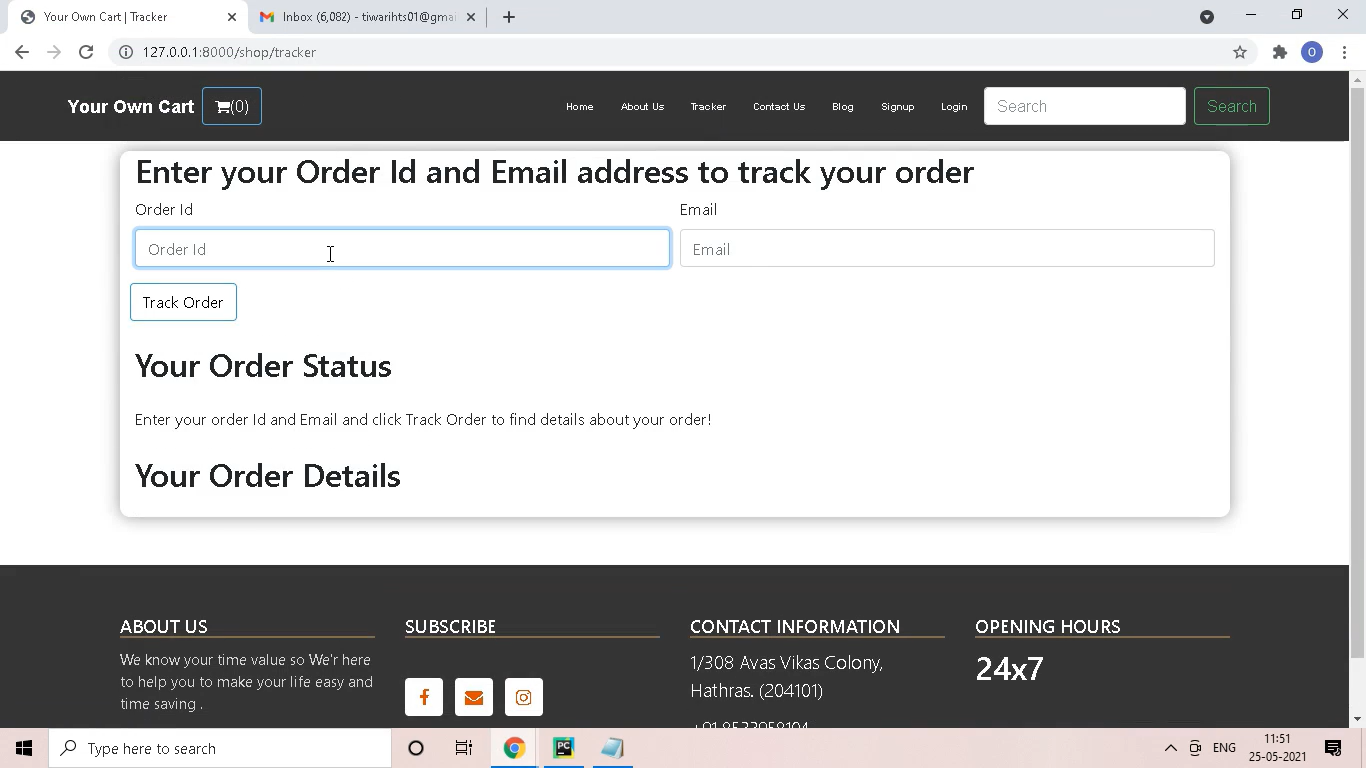 Your Own Cart | Tracker
Inbox (6,082) - tiwarihts01@gmai
127.0.0.1:8000/shop/tracker
O
Your Own Cart
(0)
Home
About Us
Tracker
Contact Us
Blog
Signup
Login
Search
Search
Enter your Order Id and Email address to track your order
Order Id
Email
Order Id
Email
Track Order
Your Order Status
Enter your order Id and Email and click Track Order to find details about your order!
Your Order Details
ABOUT US
We know your time value so We'r here
to help you to make your life easy and
time saving .
SUBSCRIBE
CONTACT INFORMATION
1/308 Avas Vikas Colony,
Hathras. (204101)
OPENING HOURS
24x7
Type here to search
PC
ENG
11:51
25-05-2021